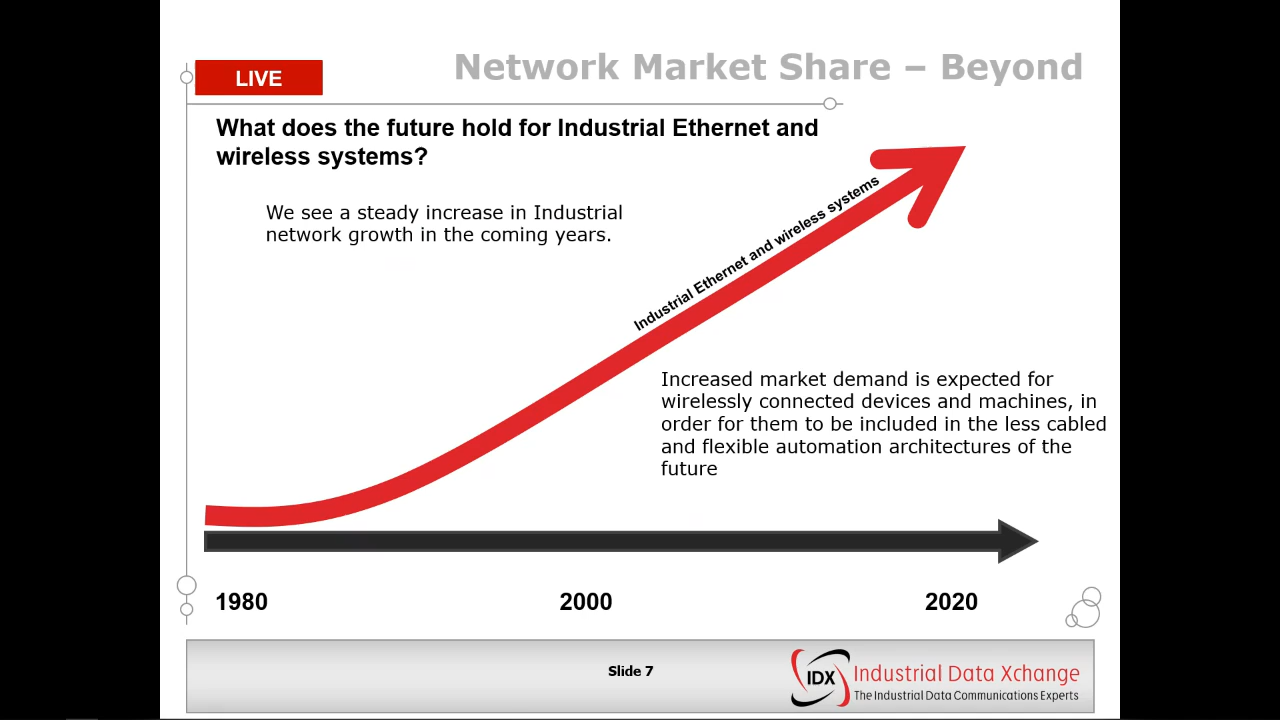 Network Market Share – Beyond
LIVE
What does the future hold for Industrial Ethernet and
wireless systems?
We see a steady increase in Industrial
network growth in the coming years.
Industrial Ethernet and wireless systems
Increased market demand is expected for
wirelessly connected devices and machines, in
order for them to be included in the less cabled
and flexible automation architectures of the
future
1980
2000
2020
Slide 7
IDX
Industrial Data Xchange
The Industrial Data Communications Experts